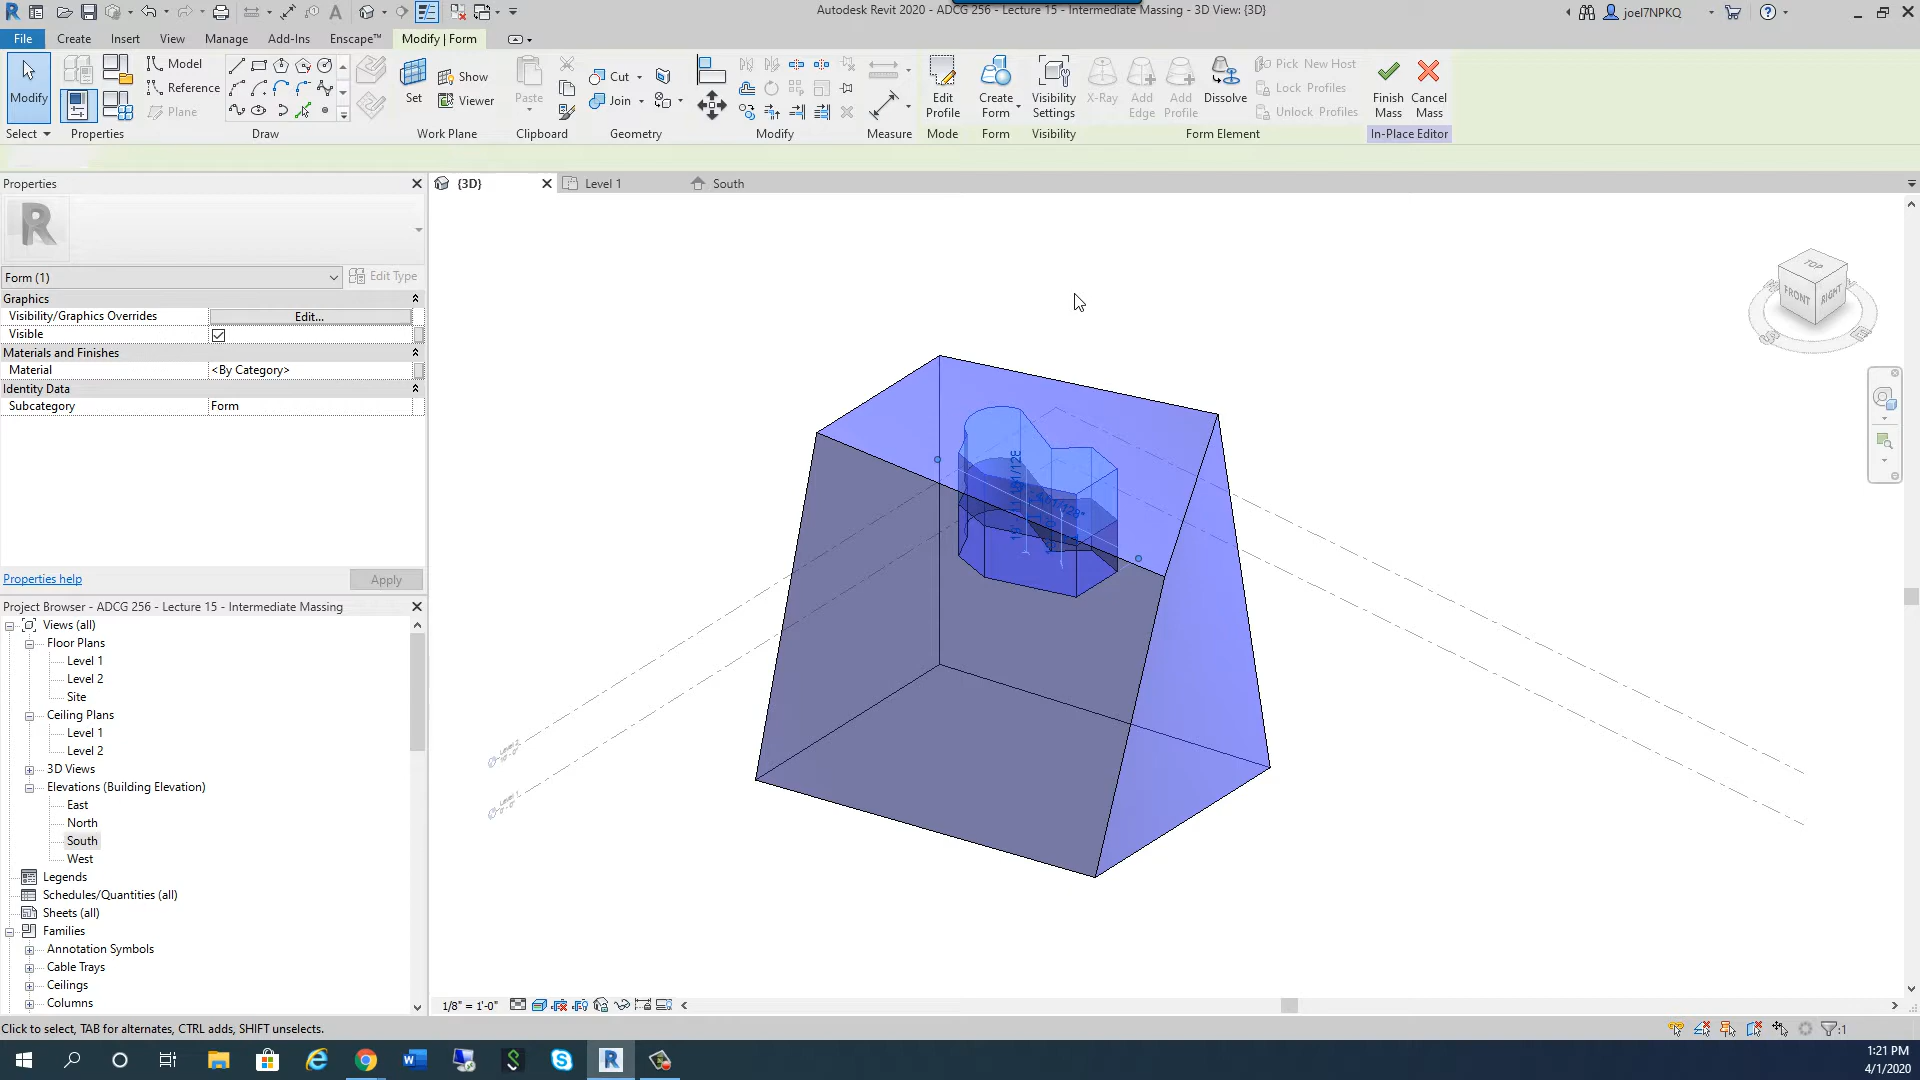 Autodesk Revit 2020 - ADCG 256 - Lecture 15 - Intermediate Massing - 3D View: {3D}
joel7NPKQ
File Create Insert View Manage Add-Ins Enscape™ Modify | Form
Model
Reference
Plane
Show
Viewer
Cut
Join
Modify
Set
Paste
Edit Profile
Create Form
Visibility Settings
X-Ray
Add Edge
Add Profile
Dissolve
Pick New Host
Lock Profiles
Unlock Profiles
Finish Mass
Cancel Mass
Select Properties Draw Work Plane Clipboard Geometry Modify Measure Mode Form Visibility Form Element In-Place Editor
Properties
{3D}
Level 1
South
Form (1)
Edit Type
Graphics
Visibility/Graphics Overrides Edit...
Visible
Materials and Finishes
Material <By Category>
Identity Data
Subcategory Form
Properties help
Apply
Project Browser - ADCG 256 - Lecture 15 - Intermediate Massing
Views (all)
Floor Plans
Level 1
Level 2
Site
Ceiling Plans
Level 1
Level 2
3D Views
Elevations (Building Elevation)
East
North
South
West
Legends
Schedules/Quantities (all)
Sheets (all)
Families
Annotation Symbols
Cable Trays
Ceilings
Columns
TOP
FRONT
RIGHT
Level 2
Level 1
1/8" = 1'-0"
Click to select, TAB for alternates, CTRL adds, SHIFT unselects.
:1
1:21 PM
4/1/2020